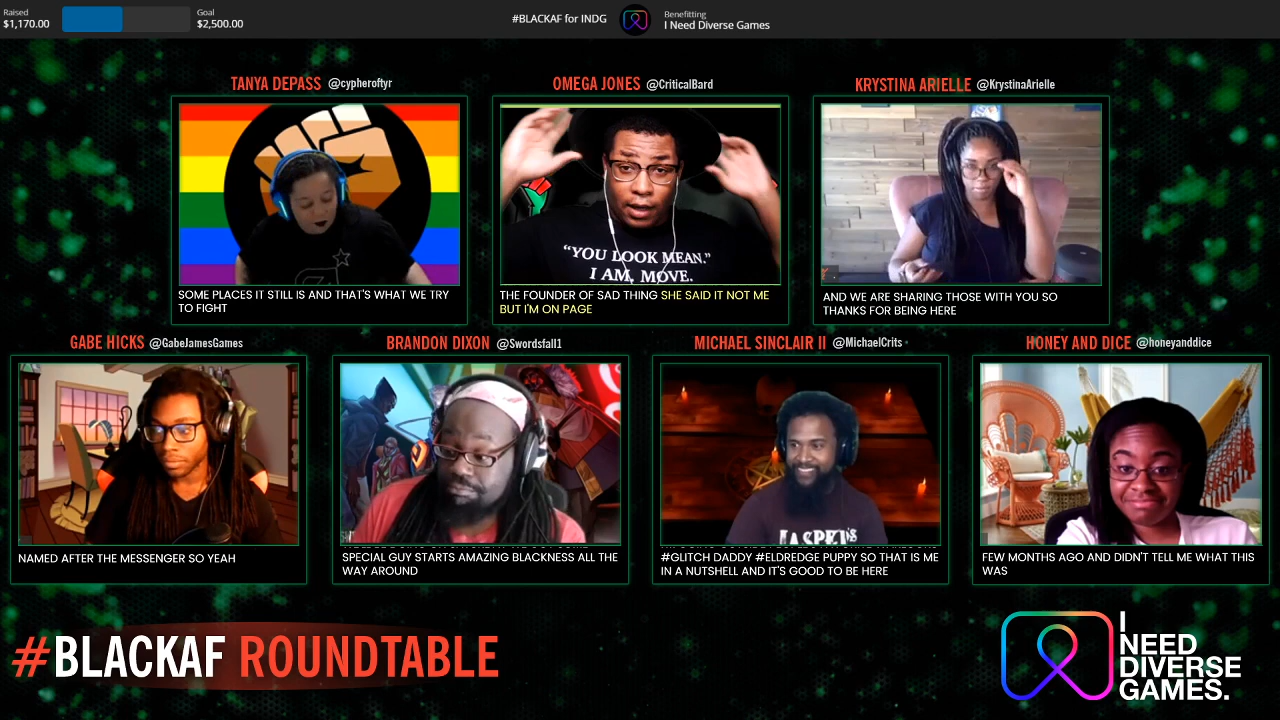 Raised
$1,170.00
Goal
$2,500.00
#BLACKAF for INDG
Benefitting
I Need Diverse Games
TANYA DEPASS @cypheroftyr
OMEGA JONES @CriticalBard
KRYSTINA ARIELLE @KrystinaArielle
"YOU LOOK MEAN."
I AM, MOVE.
SOME PLACES IT STILL IS AND THAT'S WHAT WE TRY
TO FIGHT
THE FOUNDER OF SAD THING SHE SAID IT NOT ME
BUT I'M ON PAGE
AND WE ARE SHARING THOSE WITH YOU SO
THANKS FOR BEING HERE
GABE HICKS @GabeJamesGames
BRANDON DIXON @Swordsfall1
MICHAEL SINCLAIR II @MichaelCrits
HONEY AND DICE @honeyanddice
NAMED AFTER THE MESSENGER SO YEAH
SPECIAL GUY STARTS AMAZING BLACKNESS ALL THE
WAY AROUND
#GLITCH DADDY #ELDREDGE PUPPY SO THAT IS ME
IN A NUTSHELL AND IT'S GOOD TO BE HERE
FEW MONTHS AGO AND DIDN'T TELL ME WHAT THIS
WAS
#BLACKAF ROUNDTABLE
I
NEED
DIVERSE
GAMES.